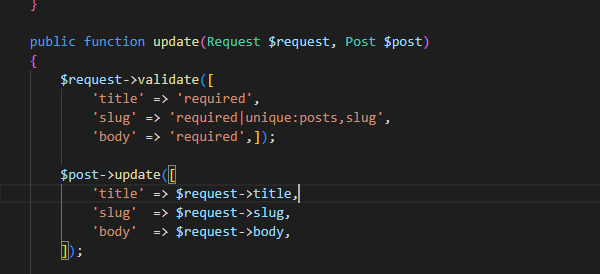 }
public function update(Request $request, Post $post)
{
$request->validate([
'title' => 'required',
'slug' => 'required|unique:posts,slug',
'body' => 'required',]);
$post->update([
'title' => $request->title,
'slug'  => $request->slug,
'body'  => $request->body,
]);